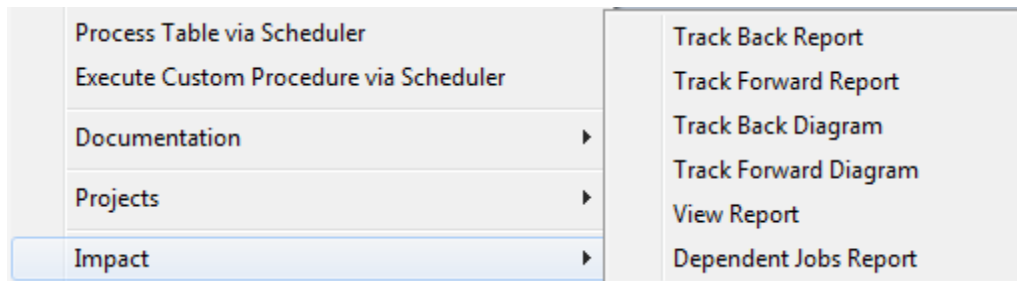 Process Table via Scheduler
Execute Custom Procedure via Scheduler
Documentation
Projects
Impact
Track Back Report
Track Forward Report
Track Back Diagram
Track Forward Diagram
View Report
Dependent Jobs Report